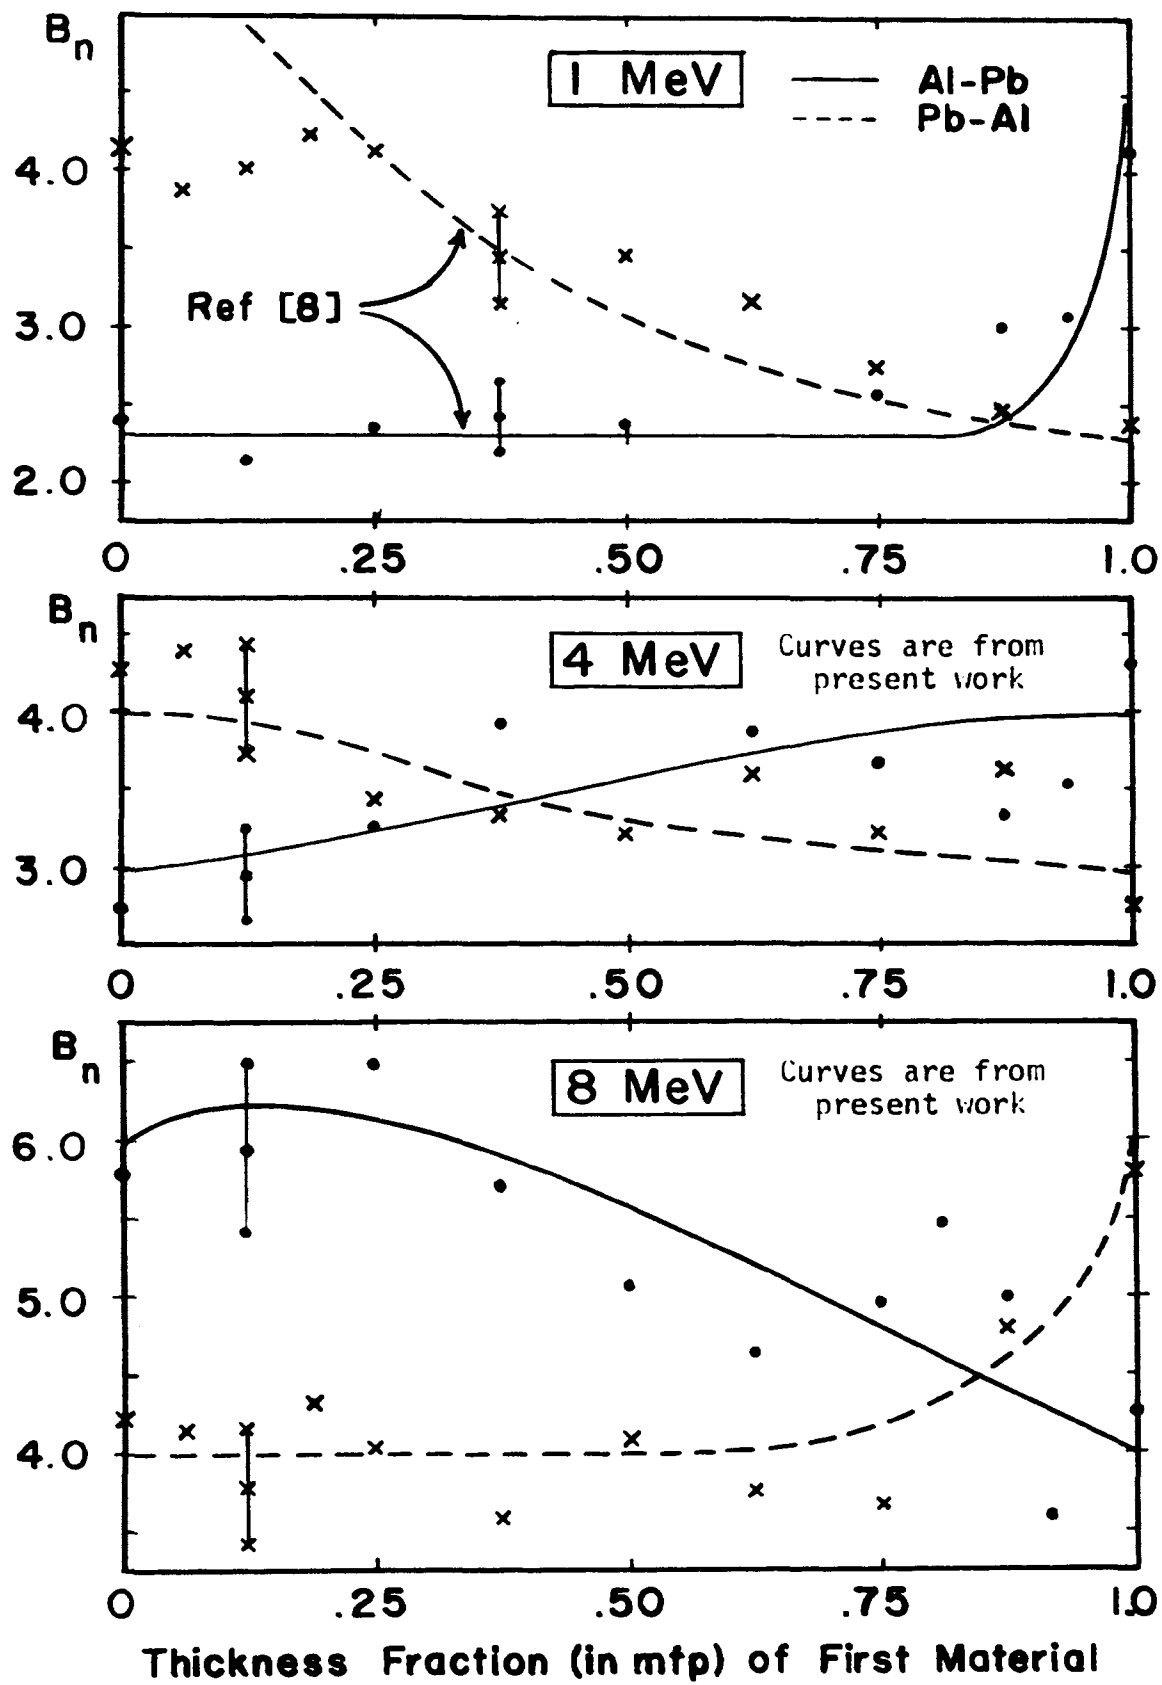 Bn
1 MeV
Al-Pb
Pb-Al
4.0
Ref [8]
3.0
2.0
0 .25 .50 .75 1.0
Bn
4 MeV
Curves are from
present work
4.0
3.0
0 .25 .50 .75 1.0
Bn
8 MeV
Curves are from
present work
6.0
5.0
4.0
0 .25 .50 .75 1.0
Thickness Fraction (in mfp) of First Material